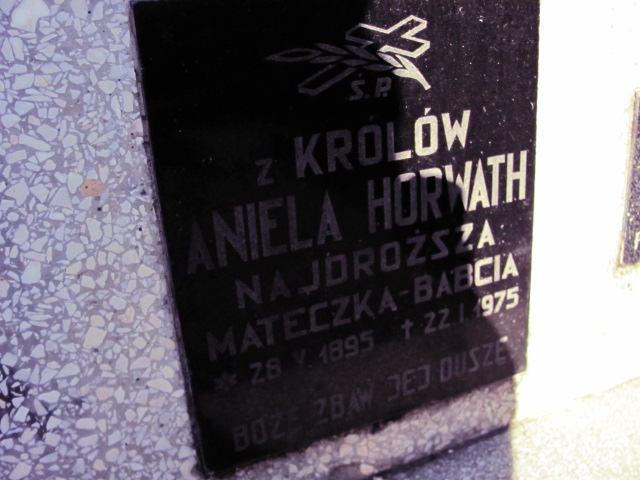 Ś.P.
Z KRÓLÓW
ANIELA HORWATH
NAJDROŻSZA
MATECZKA-BABCIA
* 28 V 1895 † 22 I 1975
BOŻE ZBAW JEJ DUSZĘ